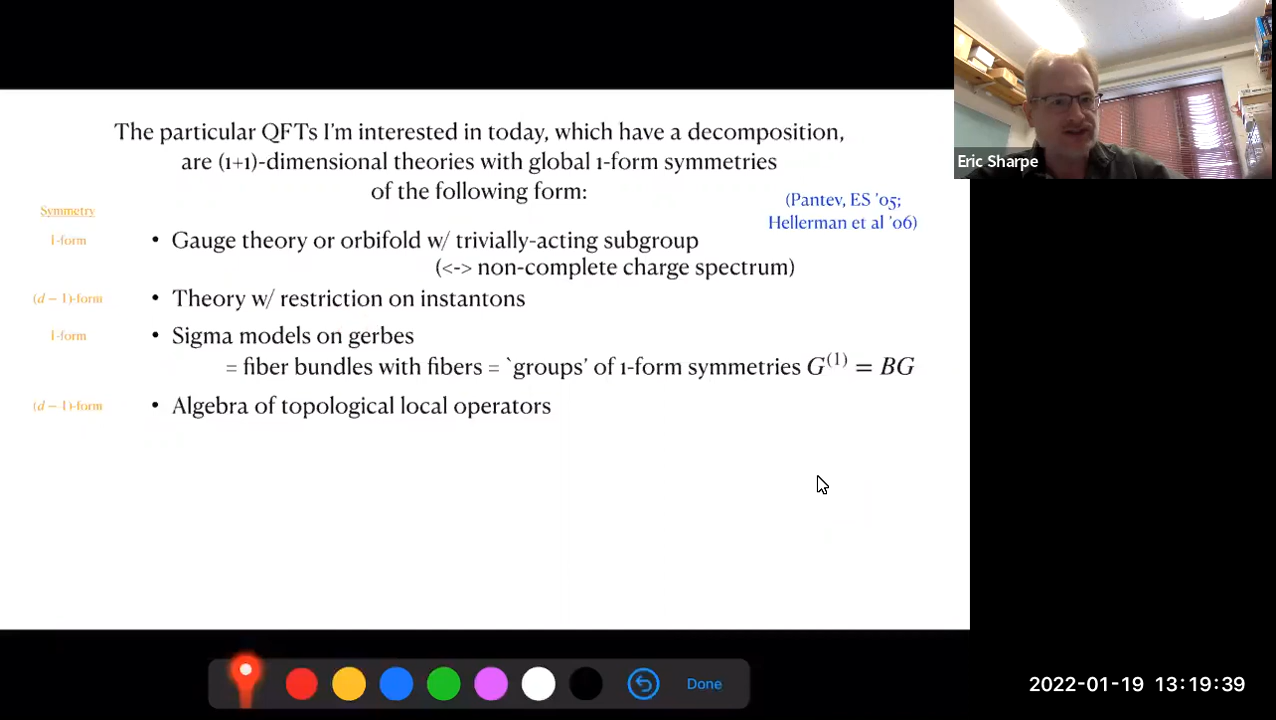 The particular QFTs I'm interested in today, which have a decomposition,
are (1+1)-dimensional theories with global 1-form symmetries
of the following form:
(Pantev, ES '05;
Hellerman et al '06)
Symmetry
1-form
• Gauge theory or orbifold w/ trivially-acting subgroup
(<-> non-complete charge spectrum)
(d – 1)-form
• Theory w/ restriction on instantons
1-form
• Sigma models on gerbes
= fiber bundles with fibers = `groups' of 1-form symmetries G⁽¹⁾ = BG
(d – 1)-form
• Algebra of topological local operators
Eric Sharpe
Done
2022-01-19 13:19:39